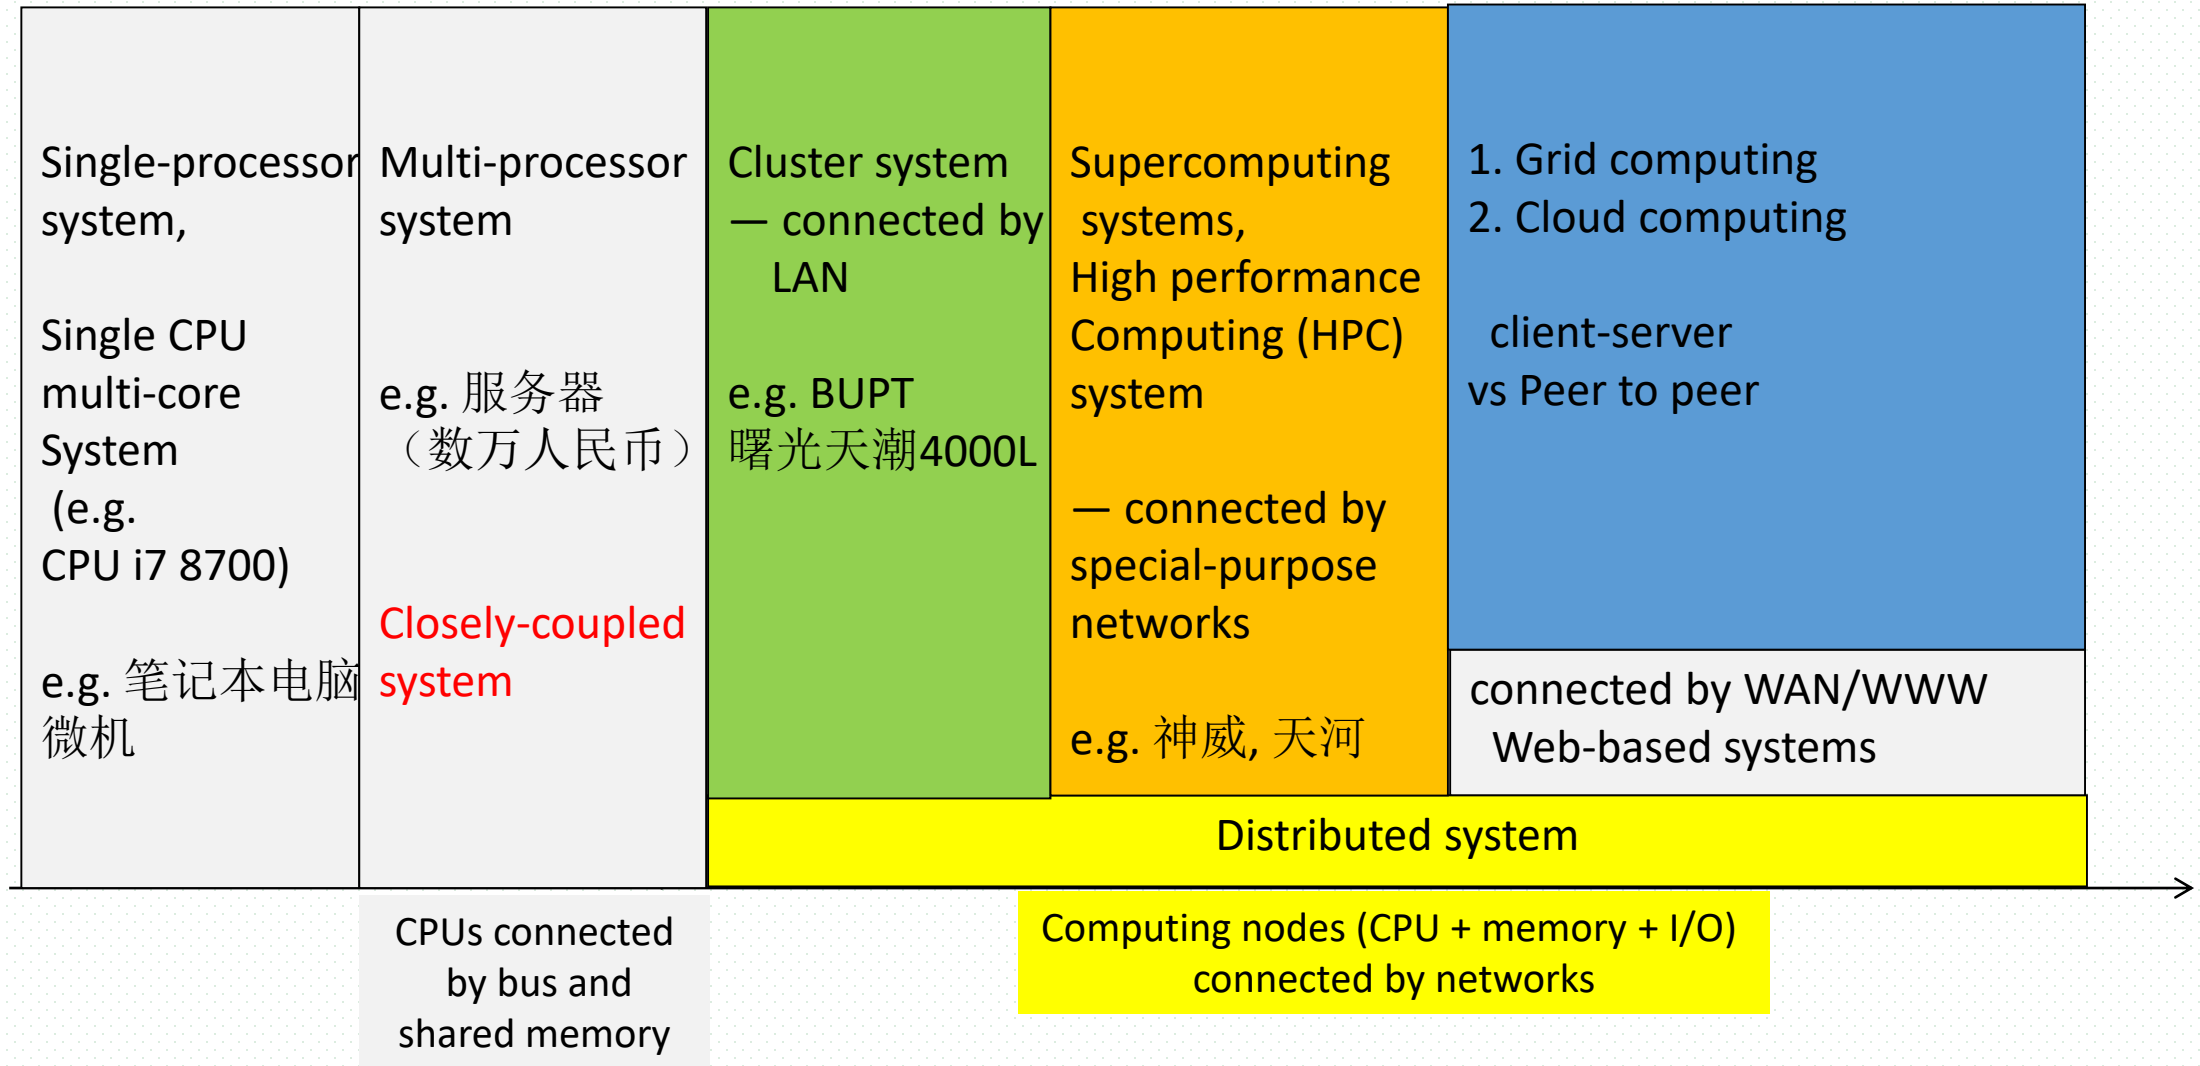 Single-processor
system,
Single CPU
multi-core
System
(e.g.
CPU i7 8700)
e.g. 笔记本电脑
微机
Multi-processor
system
e.g. 服务器
（数万人民币）
Closely-coupled
system
Cluster system
— connected by
LAN
e.g. BUPT
曙光天潮4000L
Supercomputing
systems,
High performance
Computing (HPC)
system
— connected by
special-purpose
networks
e.g. 神威, 天河
1. Grid computing
2. Cloud computing
client-server
vs Peer to peer
connected by WAN/WWW
Web-based systems
Distributed system
CPUs connected
by bus and
shared memory
Computing nodes (CPU + memory + I/O)
connected by networks